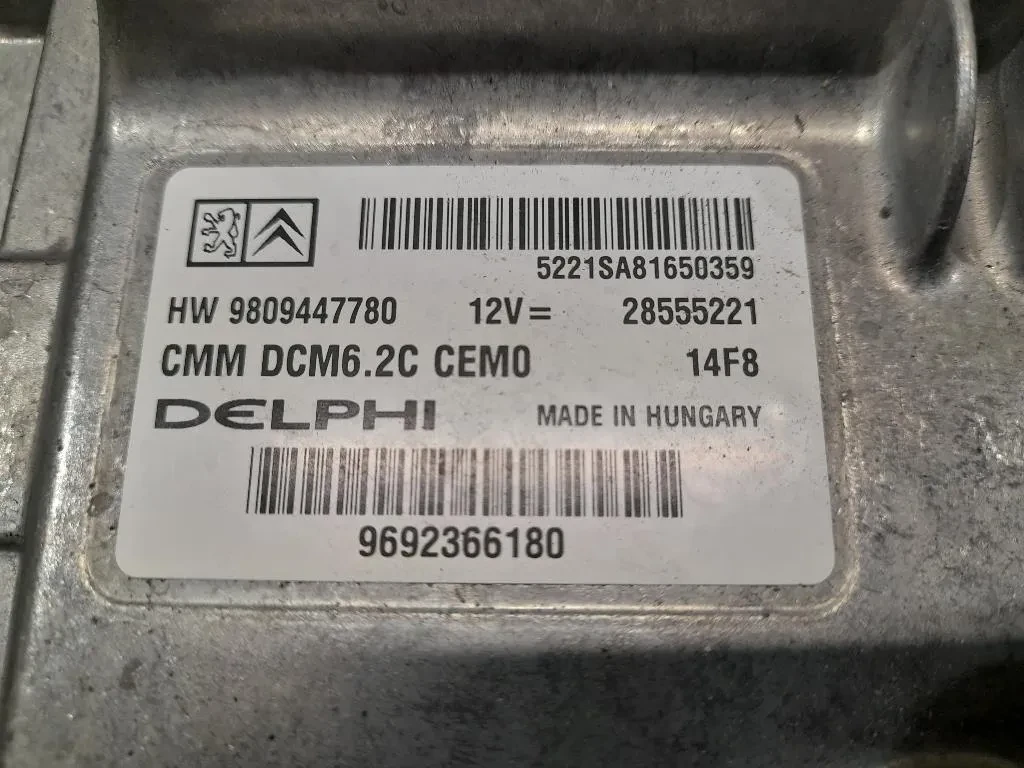 5221SA81650359
HW 9809447780 12V= 28555221
CMM DCM6.2C CEM0 14F8
DELPHI MADE IN HUNGARY
9692366180